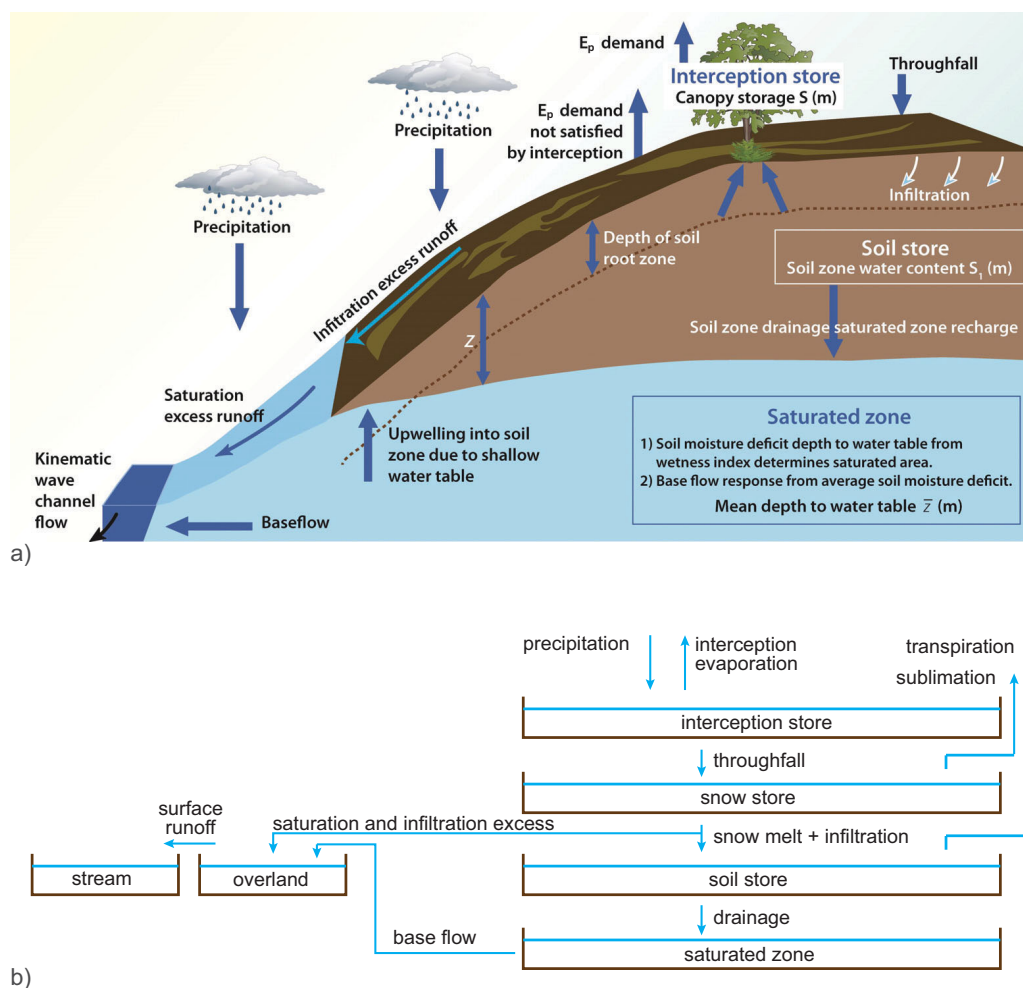 E_p demand
Interception store
Canopy storage S (m)
Throughfall
E_p demand
not satisfied
by interception
Precipitation
Precipitation
Infiltration
Depth of soil
root zone
Soil store
Soil zone water content S_1 (m)
Infitration excess runoff
z
Soil zone drainage saturated zone recharge
Saturation
excess runoff
Upwelling into soil
zone due to shallow
water table
Saturated zone
1) Soil moisture deficit depth to water table from
wetness index determines saturated area.
2) Base flow response from average soil moisture deficit.
Mean depth to water table z̅ (m)
Kinematic
wave
channel
flow
Baseflow
a)
precipitation
interception
evaporation
transpiration
sublimation
interception store
throughfall
snow store
surface
runoff
saturation and infiltration excess
snow melt + infiltration
stream
overland
soil store
drainage
base flow
saturated zone
b)